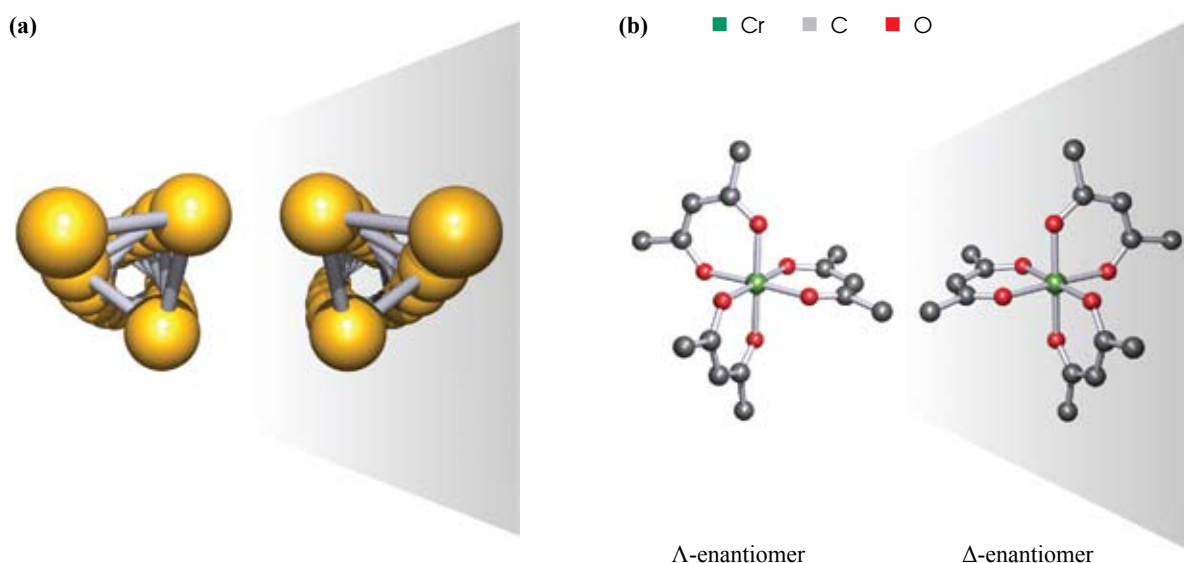 (a)
(b)
Cr C O
Λ-enantiomer
Δ-enantiomer